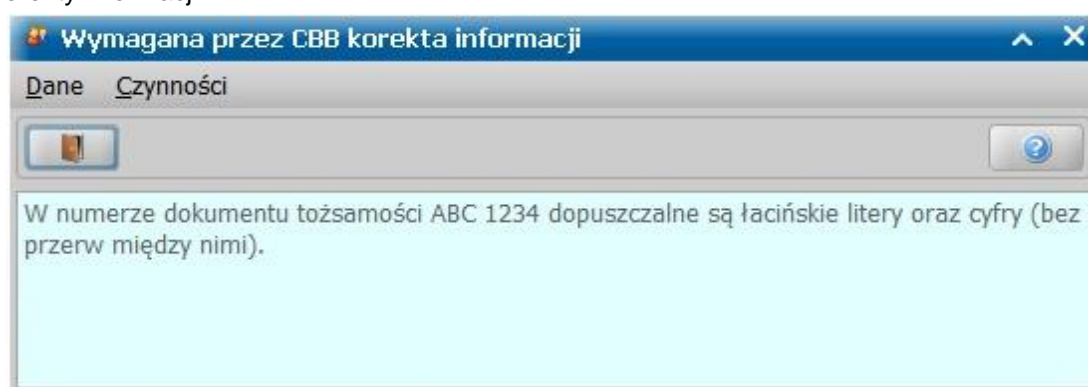 Wymagana przez CBB korekta informacji
Dane Czynności
W numerze dokumentu tożsamości ABC 1234 dopuszczalne są łacińskie litery oraz cyfry (bez
przerw między nimi).